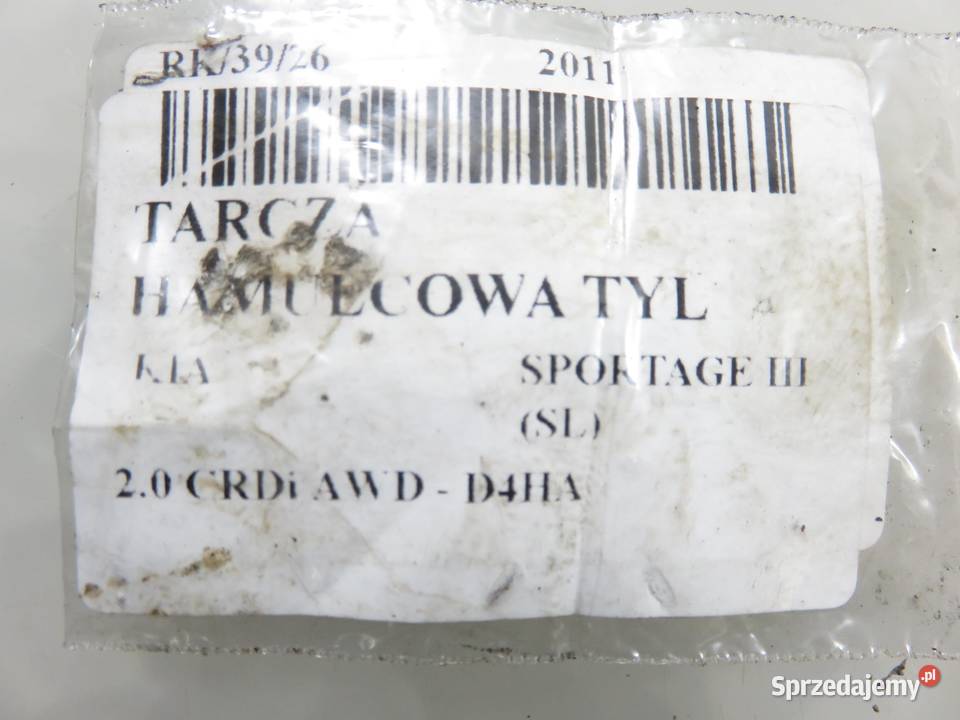 RK/39/26 2011
TARCZA
HAMULCOWA TYL
KIA SPORTAGE III
(SL)
2.0 CRDi AWD - D4HA
Sprzedajemy.pl